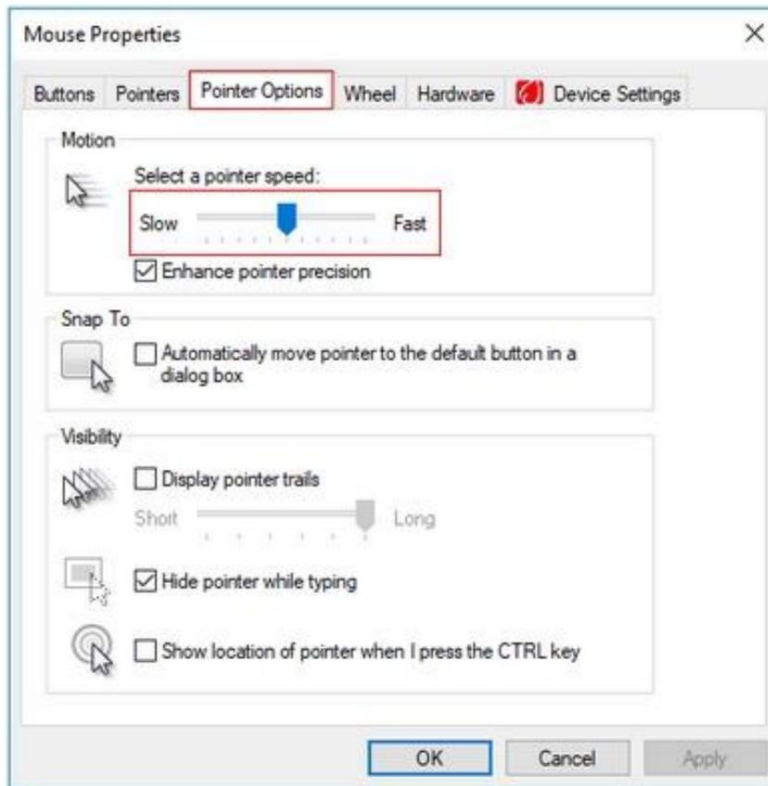 Mouse Properties
Buttons Pointers Pointer Options Wheel Hardware Device Settings
Motion
Select a pointer speed:
Slow Fast
Enhance pointer precision
Snap To
Automatically move pointer to the default button in a
dialog box
Visibility
Display pointer trails
Short Long
Hide pointer while typing
Show location of pointer when I press the CTRL key
OK Cancel Apply